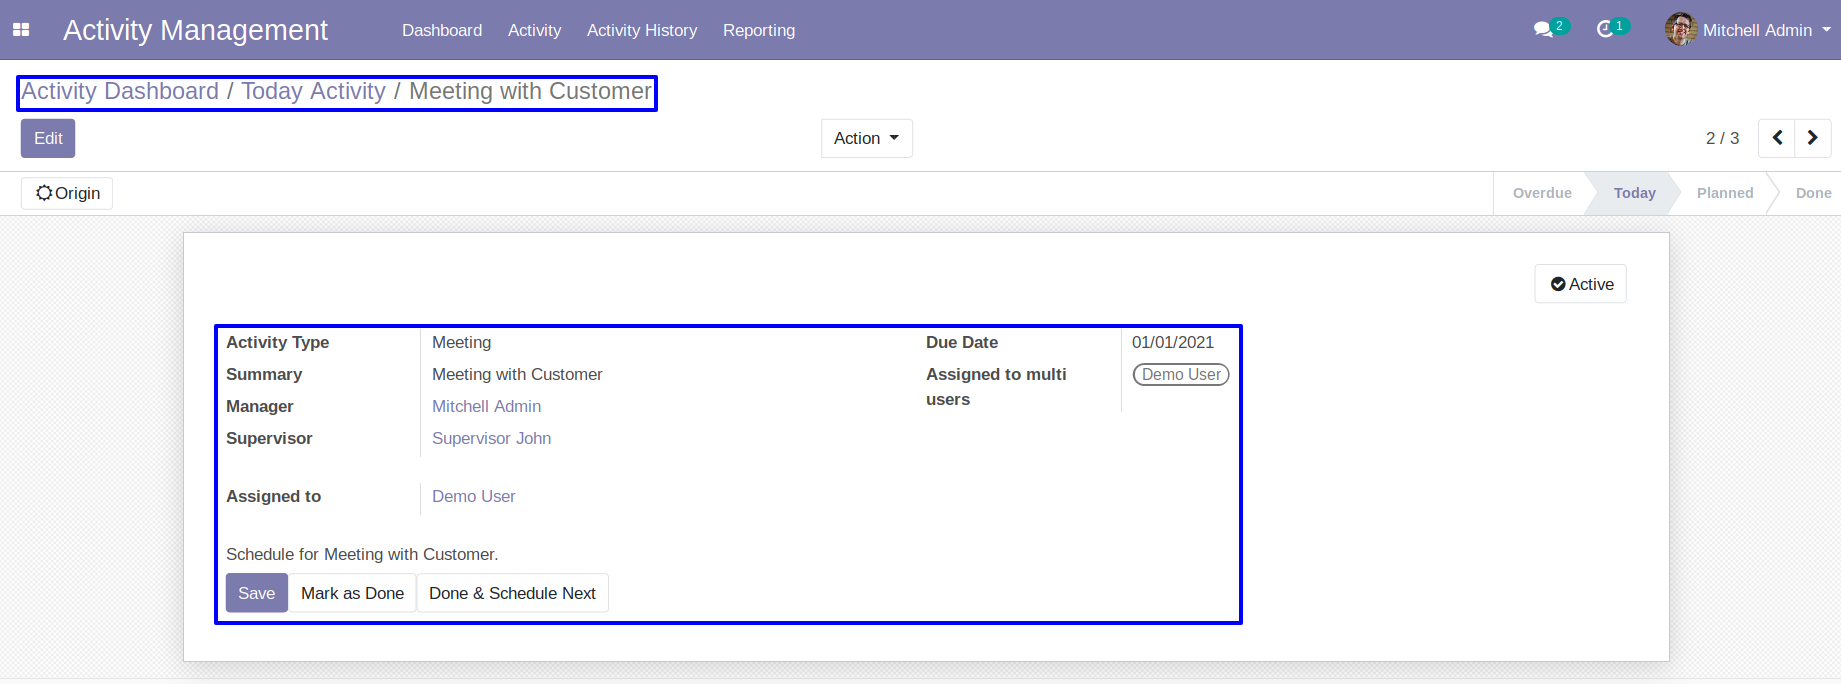 Activity Management Dashboard Activity Activity History Reporting 2 1 Mitchell Admin
Activity Dashboard / Today Activity / Meeting with Customer
Edit Action 2 / 3
Origin Overdue Today Planned Done
Active
Activity Type Meeting Due Date 01/01/2021
Summary Meeting with Customer Assigned to multi users Demo User
Manager Mitchell Admin
Supervisor Supervisor John
Assigned to Demo User
Schedule for Meeting with Customer.
Save Mark as Done Done & Schedule Next